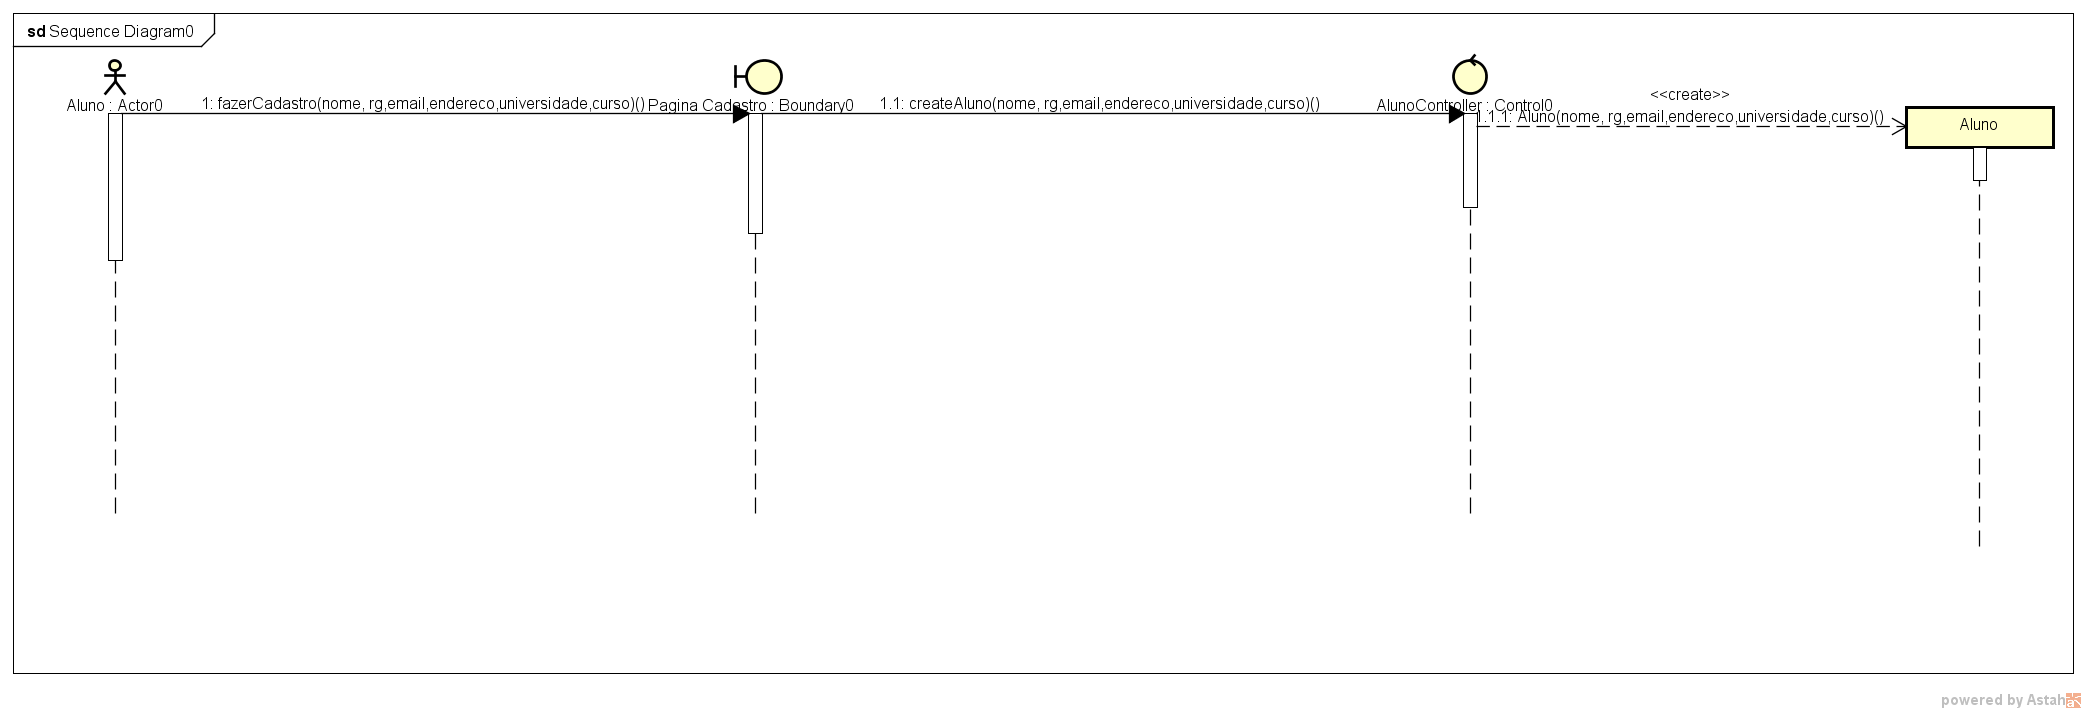 sd Sequence Diagram0
Aluno : Actor0
1: fazerCadastro(nome, rg,email,endereco,universidade,curso)()
Pagina Cadastro : Boundary0
1.1: createAluno(nome, rg,email,endereco,universidade,curso)()
AlunoController : Control0
<<create>>
1.1.1: Aluno(nome, rg,email,endereco,universidade,curso)()
Aluno
powered by Astah